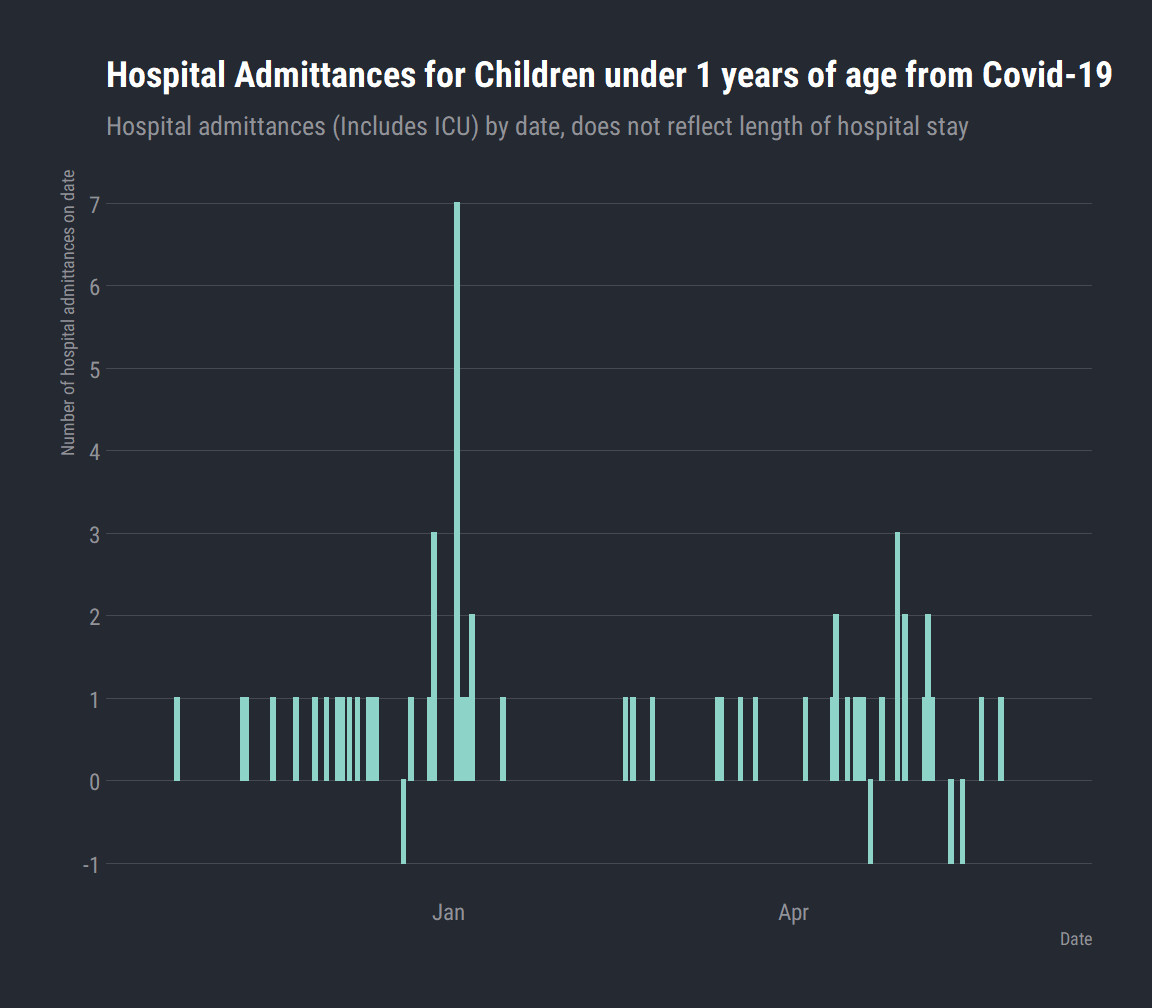 Hospital Admittances for Children under 1 years of age from Covid-19
Hospital admittances (Includes ICU) by date, does not reflect length of hospital stay
Number of hospital admittances on date
7
6
5
4
3
2
1
0
-1
Jan
Apr
Date